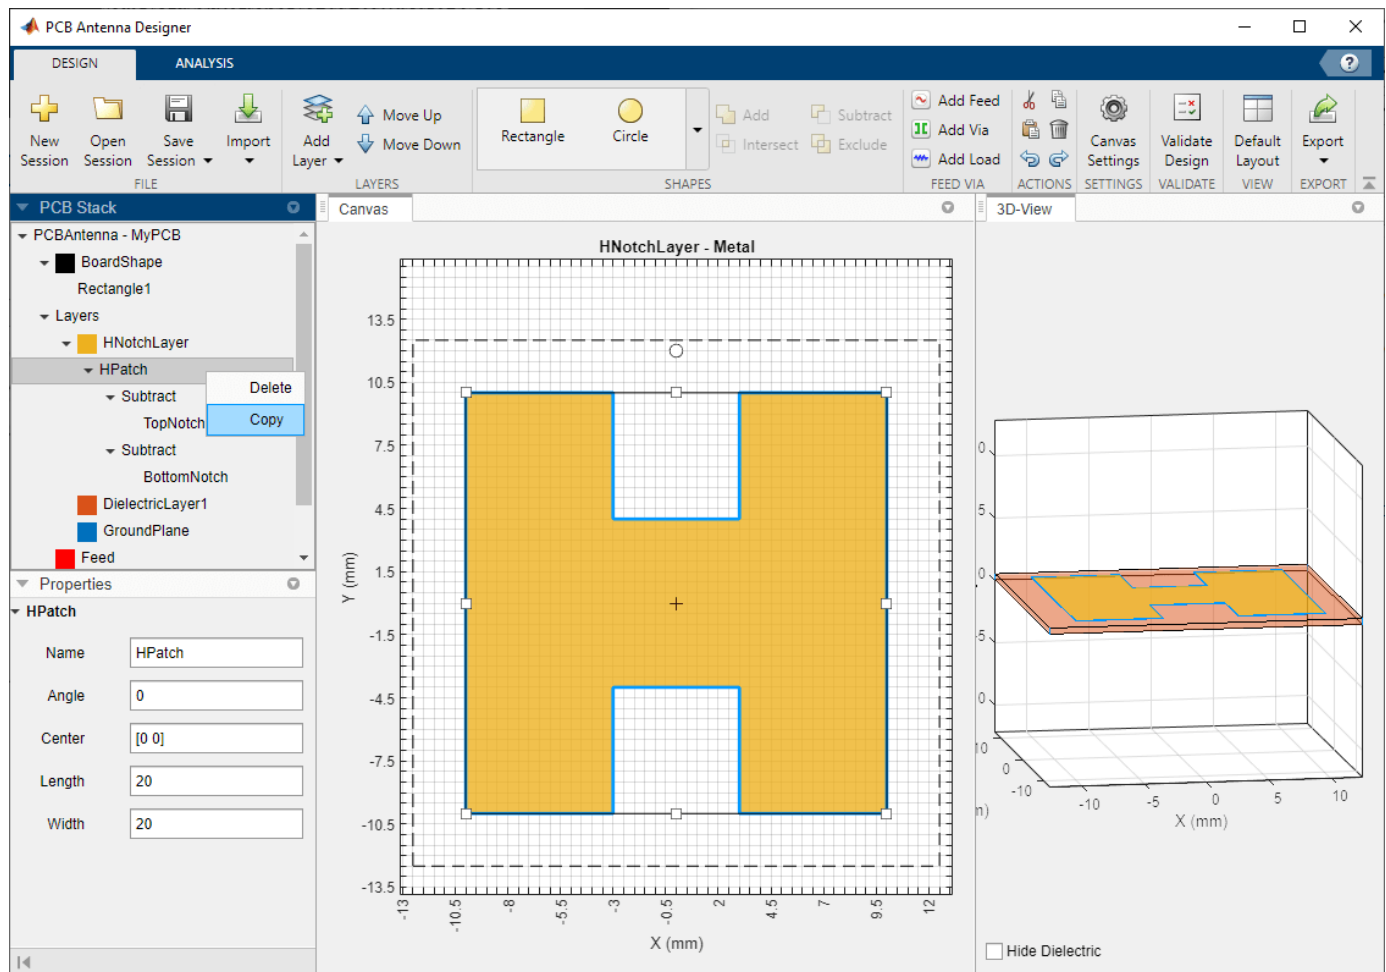 PCB Antenna Designer
DESIGN
ANALYSIS
?
New Session
Open Session
Save Session
Import
FILE
Add Layer
Move Up
Move Down
LAYERS
Rectangle
Circle
Add
Subtract
Intersect
Exclude
SHAPES
Add Feed
Add Via
Add Load
FEED VIA
ACTIONS
Canvas Settings
SETTINGS
Validate Design
VALIDATE
Default Layout
VIEW
Export
EXPORT
PCB Stack
PCBAntenna - MyPCB
BoardShape
Rectangle1
Layers
HNotchLayer
HPatch
Subtract
TopNotch
Subtract
BottomNotch
DielectricLayer1
GroundPlane
Feed
Delete
Copy
Properties
HPatch
Name HPatch
Angle 0
Center [0 0]
Length 20
Width 20
Canvas
HNotchLayer - Metal
13.5
10.5
7.5
4.5
1.5
-1.5
-4.5
-7.5
-10.5
-13.5
Y (mm)
-13 -10.5 -8 -5.5 -3 -0.5 2 4.5 7 9.5 12
X (mm)
3D-View
0
5
0
-5
0
10
0
-10
-10 -5 0 5 10
X (mm)
Hide Dielectric